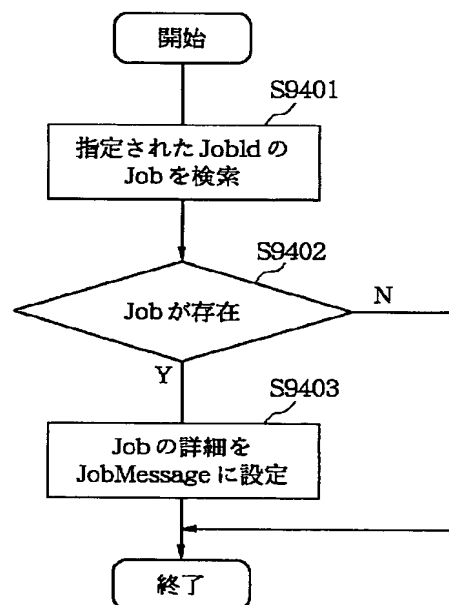 開始
S9401
指定されたJobIdの
Jobを検索
S9402
Jobが存在
N
Y
S9403
Jobの詳細を
JobMessageに設定
終了